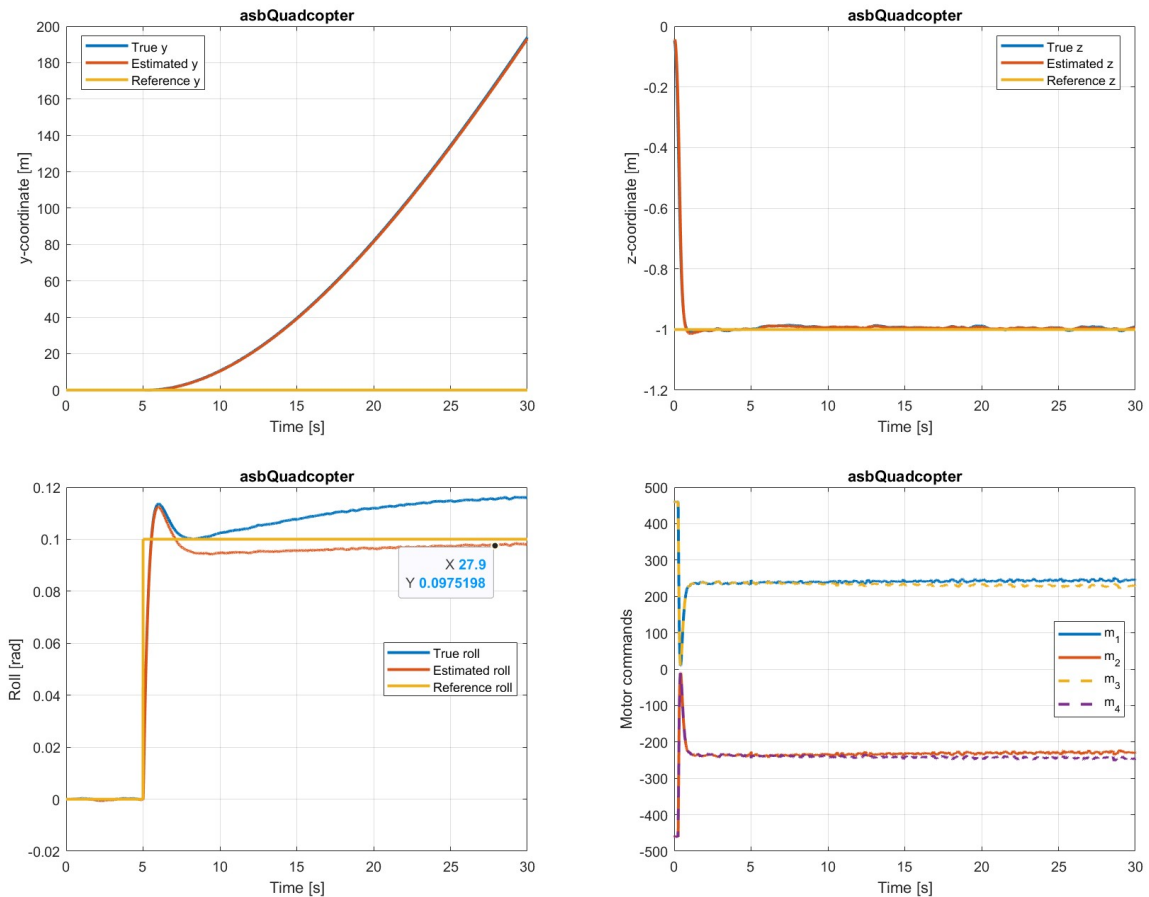 asbQuadcopter
200
180
160
140
120
100
80
60
40
20
0
y-coordinate [m]
True y
Estimated y
Reference y
0 5 10 15 20 25 30
Time [s]
asbQuadcopter
0
-0.2
-0.4
-0.6
-0.8
-1
-1.2
z-coordinate [m]
True z
Estimated z
Reference z
0 5 10 15 20 25 30
Time [s]
asbQuadcopter
0.12
0.1
0.08
0.06
0.04
0.02
0
-0.02
Roll [rad]
X 27.9
Y 0.0975198
True roll
Estimated roll
Reference roll
0 5 10 15 20 25 30
Time [s]
asbQuadcopter
500
400
300
200
100
0
-100
-200
-300
-400
-500
Motor commands
m1
m2
m3
m4
0 5 10 15 20 25 30
Time [s]